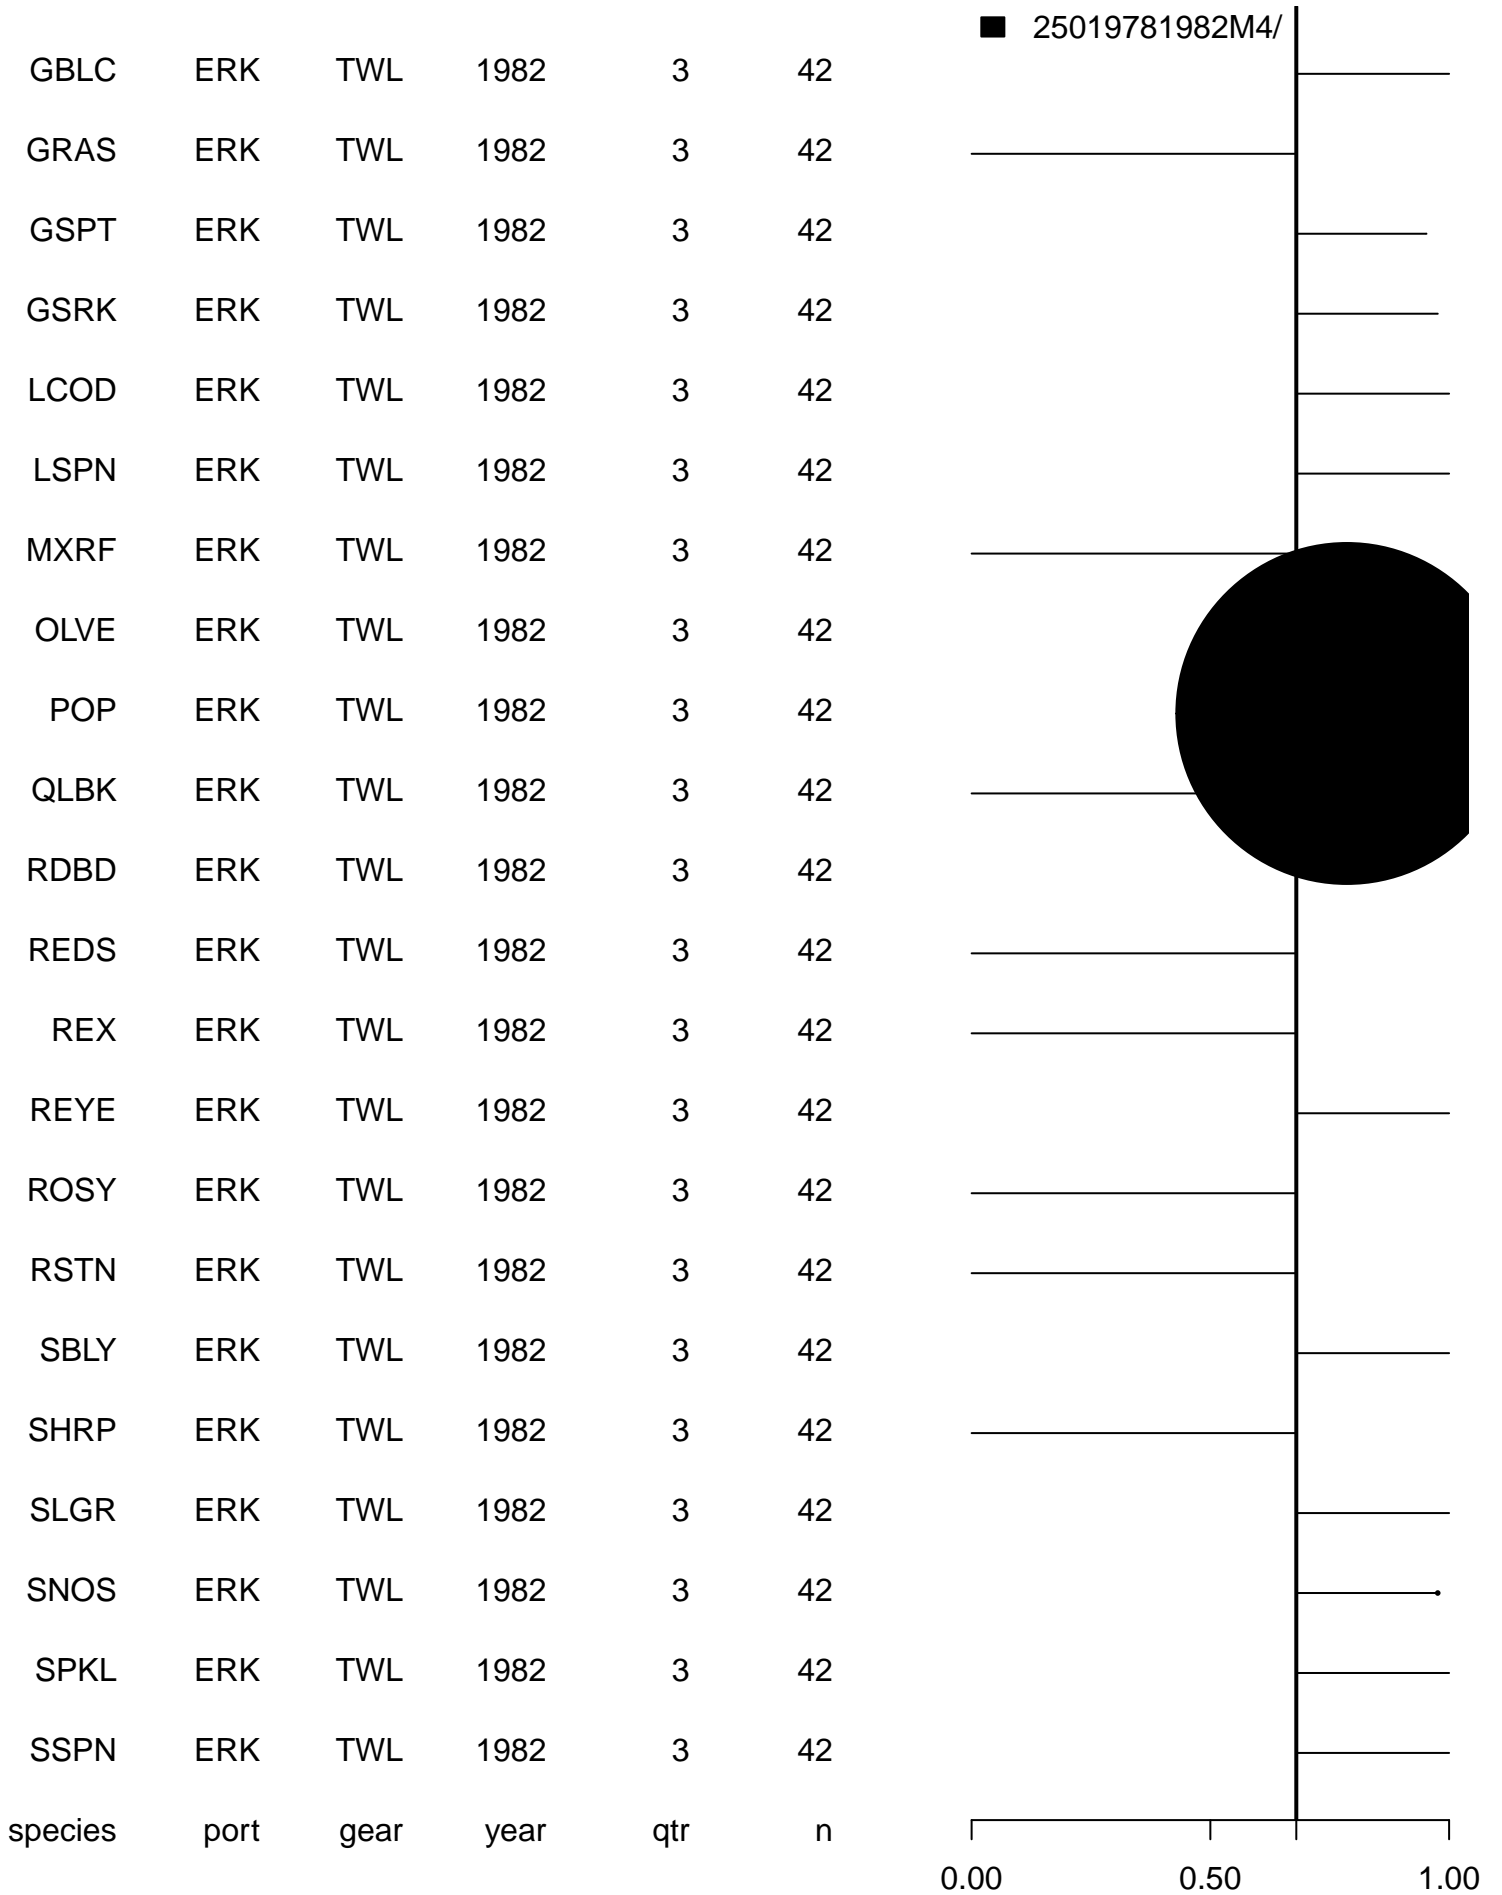 25019781982M4/
GBLC ERK TWL 1982 3 42
GRAS ERK TWL 1982 3 42
GSPT ERK TWL 1982 3 42
GSRK ERK TWL 1982 3 42
LCOD ERK TWL 1982 3 42
LSPN ERK TWL 1982 3 42
MXRF ERK TWL 1982 3 42
OLVE ERK TWL 1982 3 42
POP ERK TWL 1982 3 42
QLBK ERK TWL 1982 3 42
RDBD ERK TWL 1982 3 42
REDS ERK TWL 1982 3 42
REX ERK TWL 1982 3 42
REYE ERK TWL 1982 3 42
ROSY ERK TWL 1982 3 42
RSTN ERK TWL 1982 3 42
SBLY ERK TWL 1982 3 42
SHRP ERK TWL 1982 3 42
SLGR ERK TWL 1982 3 42
SNOS ERK TWL 1982 3 42
SPKL ERK TWL 1982 3 42
SSPN ERK TWL 1982 3 42
species port gear year qtr n
0.00 0.50 1.00